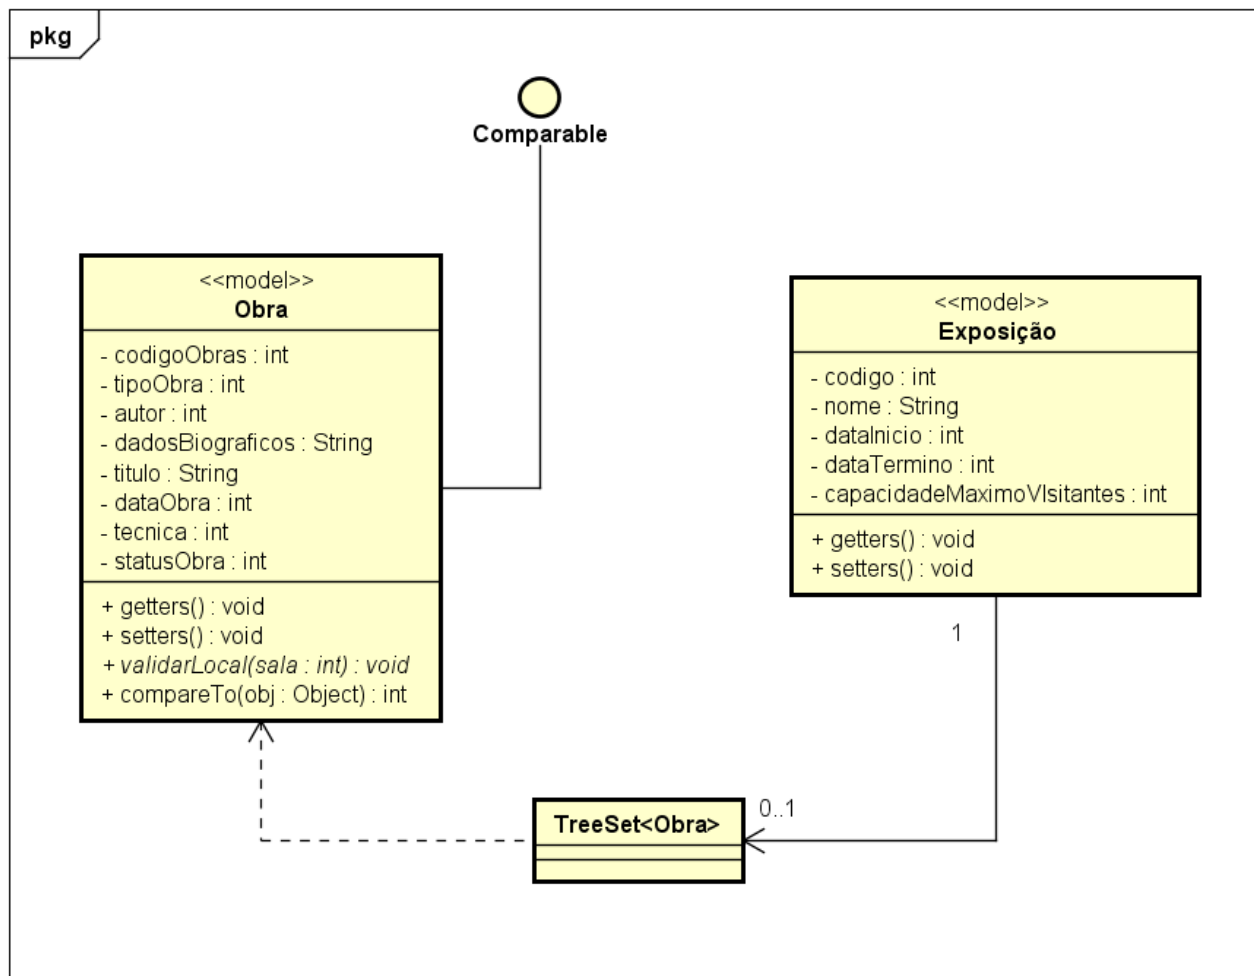 pkg
Comparable
<<model>>
Obra
- codigoObras : int
- tipoObra : int
- autor : int
- dadosBiograficos : String
- titulo : String
- dataObra : int
- tecnica : int
- statusObra : int
+ getters() : void
+ setters() : void
+ validarLocal(sala : int) : void
+ compareTo(obj : Object) : int
<<model>>
Exposição
- codigo : int
- nome : String
- dataInicio : int
- dataTermino : int
- capacidadeMaximoVIsitantes : int
+ getters() : void
+ setters() : void
1
0..1
TreeSet<Obra>